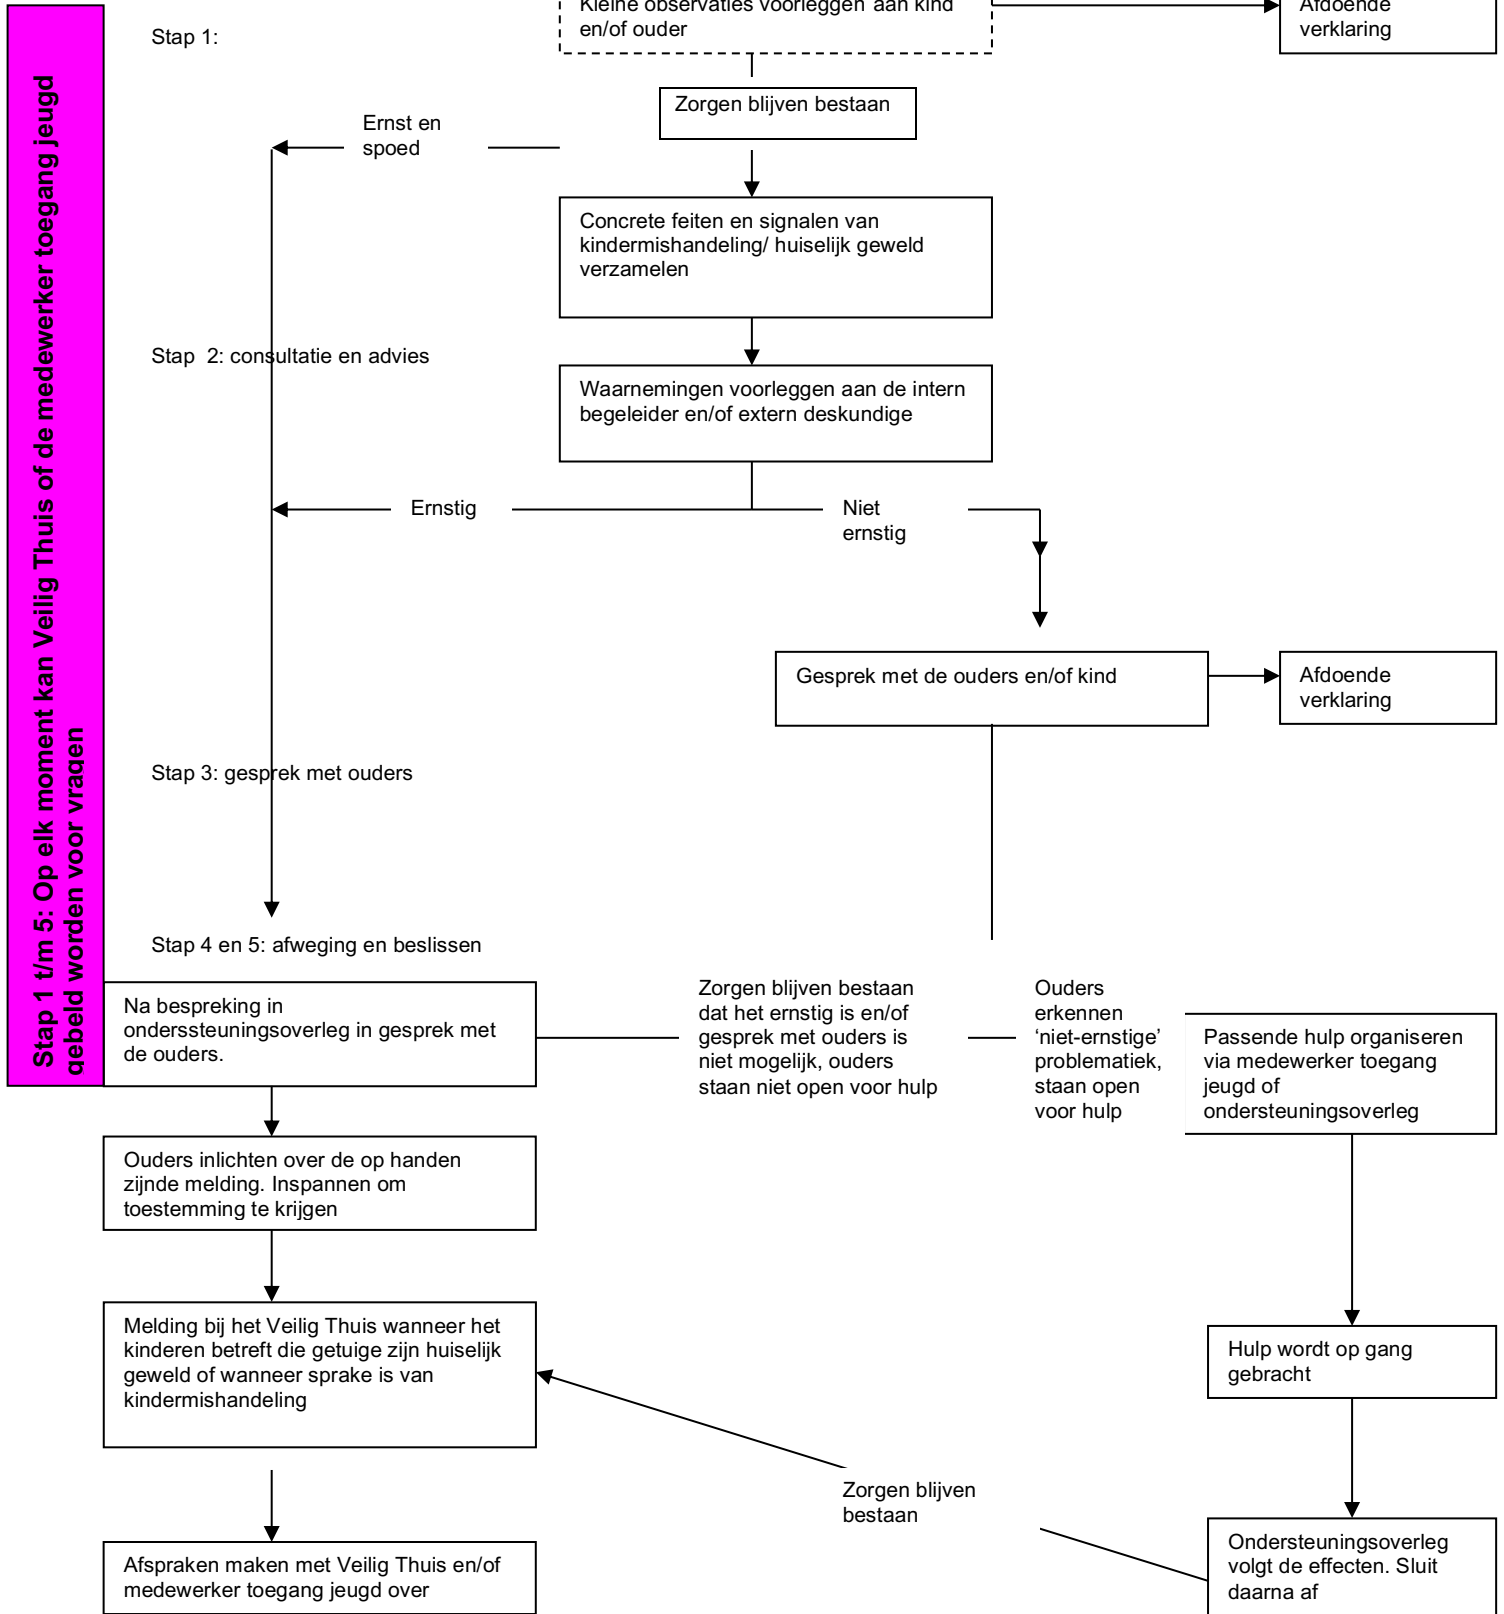 Stap 1 t/m 5: Op elk moment kan Veilig Thuis of de medewerker toegang jeugd
gebeld worden voor vragen
Stap 1:
Kleine observaties voorleggen aan kind
en/of ouder
Afdoende
verklaring
Zorgen blijven bestaan
Ernst en
spoed
Concrete feiten en signalen van
kindermishandeling/ huiselijk geweld
verzamelen
Stap  2: consultatie en advies
Waarnemingen voorleggen aan de intern
begeleider en/of extern deskundige
Ernstig
Niet
ernstig
Gesprek met de ouders en/of kind
Afdoende
verklaring
Stap 3: gesprek met ouders
Stap 4 en 5: afweging en beslissen
Na bespreking in
onderssteuningsoverleg in gesprek met
de ouders.
Zorgen blijven bestaan
dat het ernstig is en/of
gesprek met ouders is
niet mogelijk, ouders
staan niet open voor hulp
Ouders
erkennen
‘niet-ernstige’
problematiek,
staan open
voor hulp
Passende hulp organiseren
via medewerker toegang
jeugd of
ondersteuningsoverleg
Ouders inlichten over de op handen
zijnde melding. Inspannen om
toestemming te krijgen
Melding bij het Veilig Thuis wanneer het
kinderen betreft die getuige zijn huiselijk
geweld of wanneer sprake is van
kindermishandeling
Hulp wordt op gang
gebracht
Zorgen blijven
bestaan
Ondersteuningsoverleg
volgt de effecten. Sluit
daarna af
Afspraken maken met Veilig Thuis en/of
medewerker toegang jeugd over